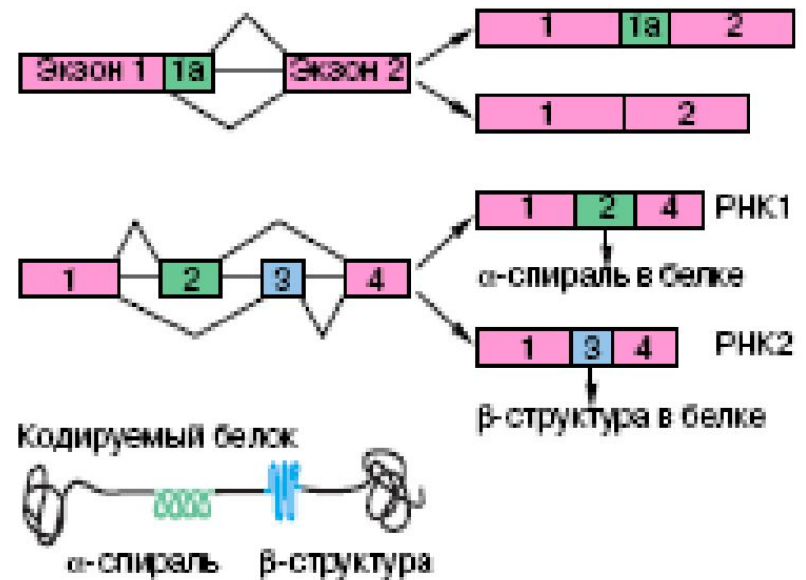 Экзон 1 1а Экзон 2
1 1а 2
1 2
1 2 3 4
1 2 4 РНК1
α-спираль в белке
1 3 4 РНК2
β-структура в белке
Кодируемый белок
α-спираль β-структура